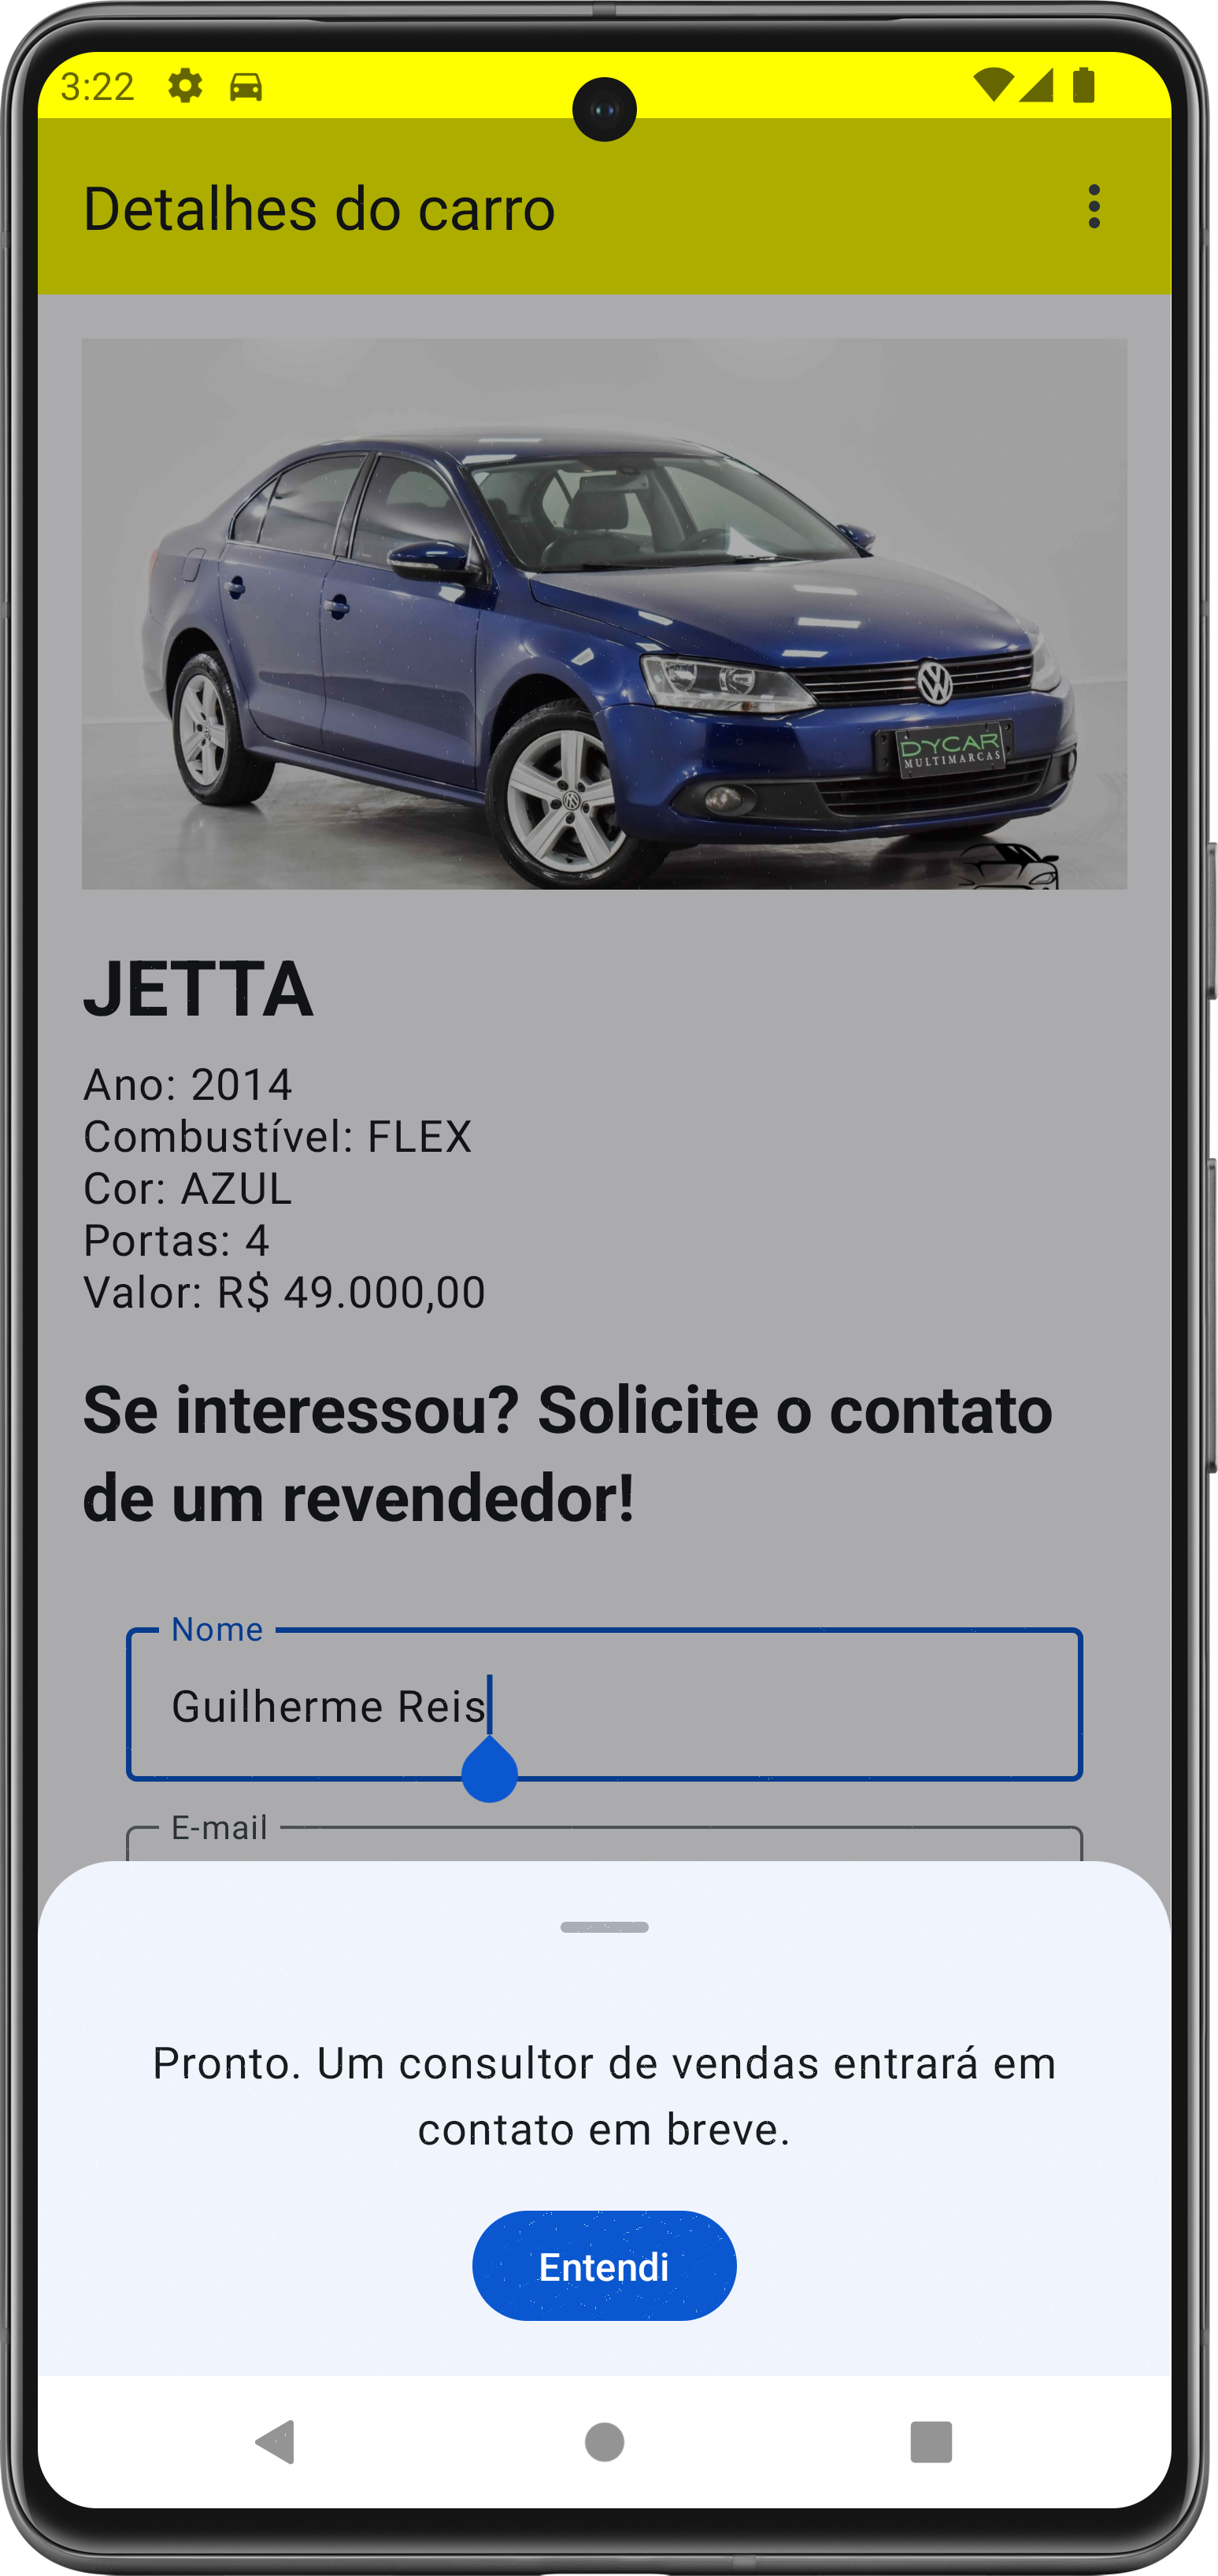 3:22
Detalhes do carro
DYCAR
MULTIMARCAS
JETTA
Ano: 2014
Combustível: FLEX
Cor: AZUL
Portas: 4
Valor: R$ 49.000,00
Se interessou? Solicite o contato
de um revendedor!
Nome
Guilherme Reis
E-mail
Pronto. Um consultor de vendas entrará em
contato em breve.
Entendi